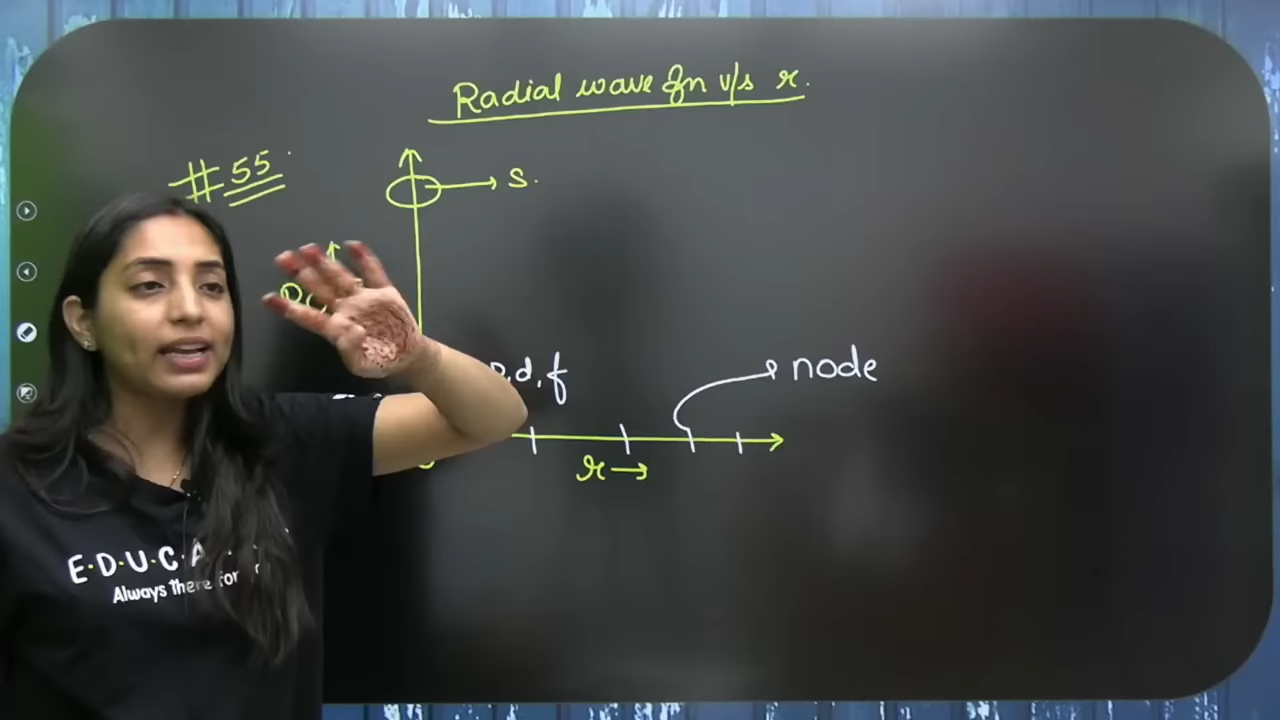 Radial wave fn v/s r.
#55
s.
d, f
node
r →
E·D·U·C·A
Always there for